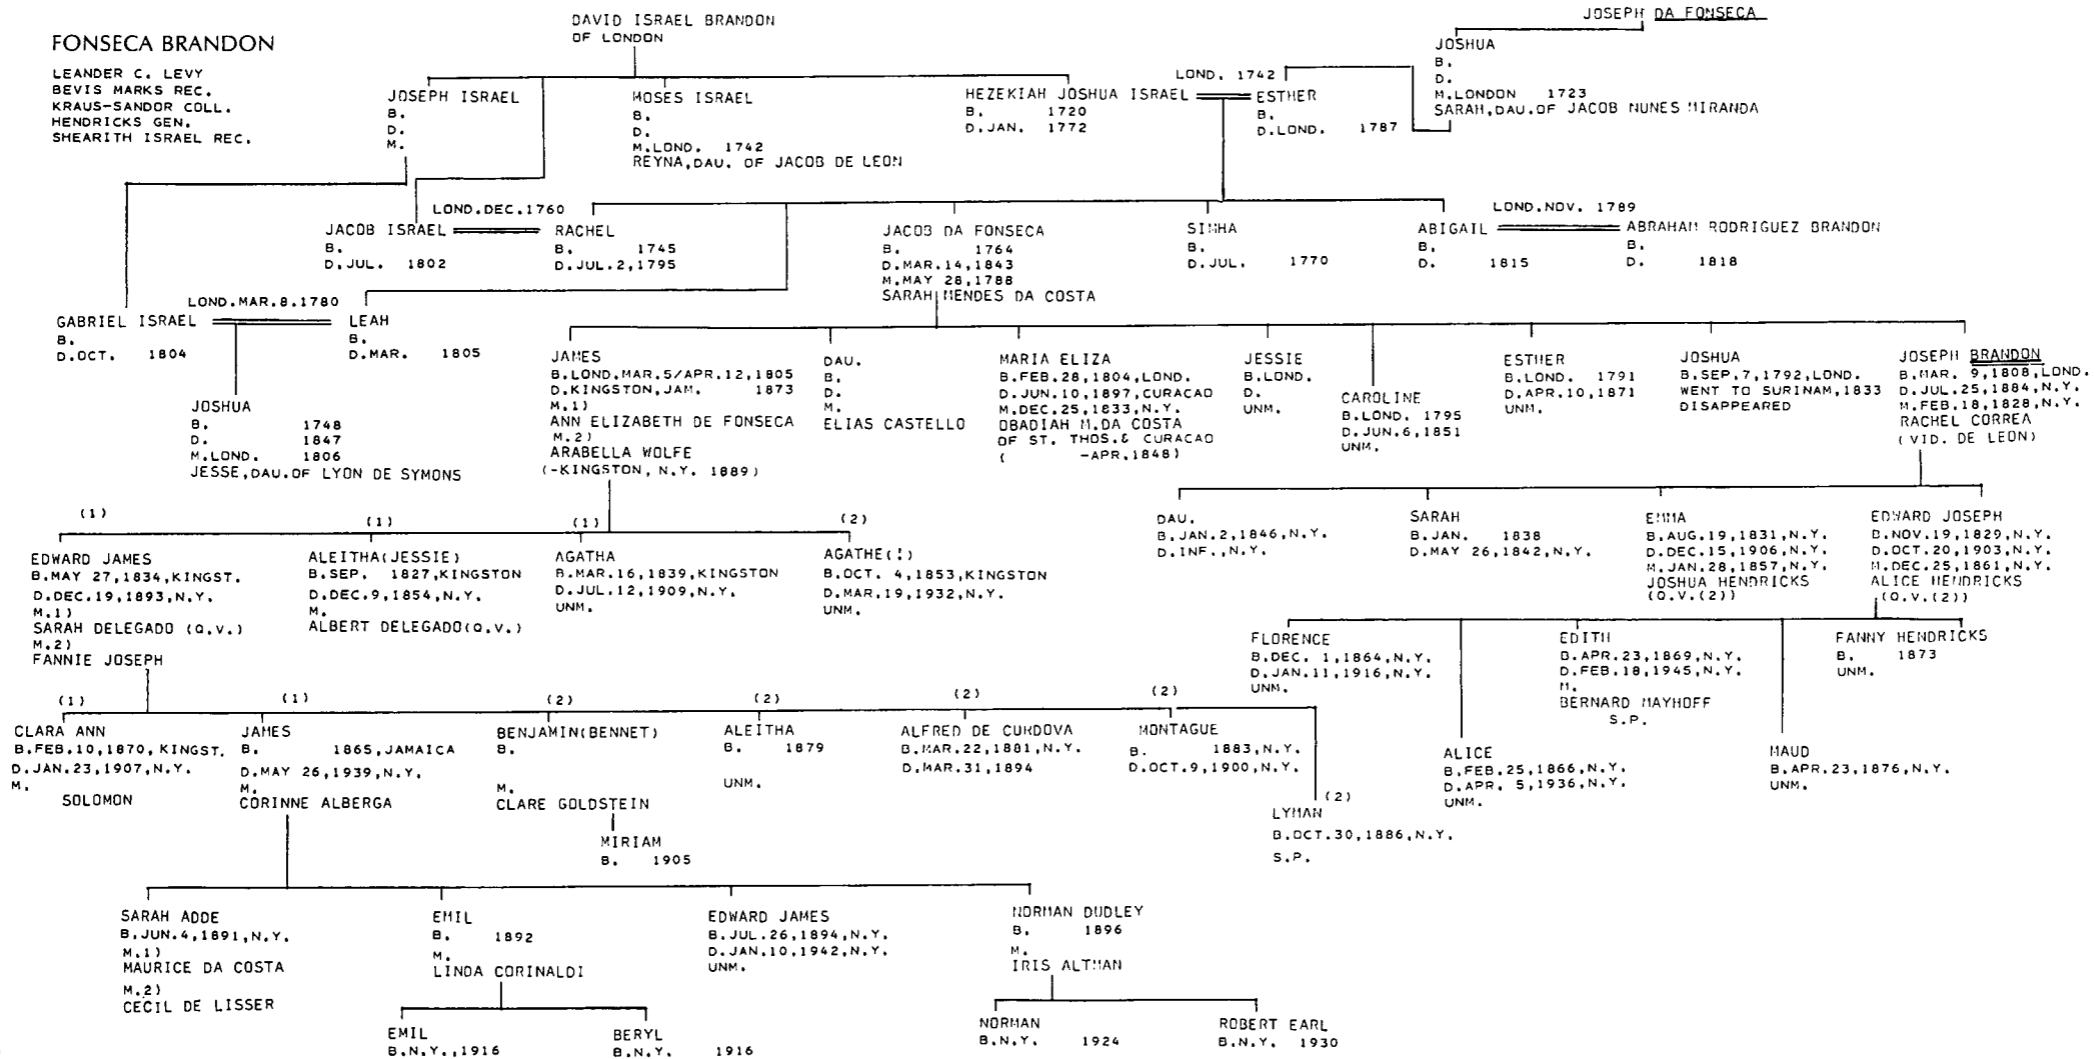 FONSECA BRANDON
LEANDER C. LEVY
BEVIS MARKS REC.
KRAUS-SANDOR COLL.
HENDRICKS GEN.
SHEARITH ISRAEL REC.
DAVID ISRAEL BRANDON
OF LONDON
JOSEPH DA FONSECA
JOSHUA
B.
D.
M.LONDON 1723
SARAH,DAU.OF JACOB NUNES MIRANDA
JOSEPH ISRAEL
B.
D.
M.
MOSES ISRAEL
B.
D.
M.LOND. 1742
REYNA,DAU. OF JACOB DE LEON
HEZEKIAH JOSHUA ISRAEL
B. 1720
D.JAN. 1772
LOND. 1742
ESTHER
B.
D.LOND. 1787
JACOB ISRAEL
B.
D.JUL. 1802
LOND.DEC.1760
RACHEL
B. 1745
D.JUL.2,1795
JACOB DA FONSECA
B. 1764
D.MAR.14,1843
M.MAY 28,1788
SARAH MENDES DA COSTA
SIMHA
B.
D.JUL. 1770
ABIGAIL
B.
D. 1815
LOND.NOV. 1789
ABRAHAM RODRIGUEZ BRANDON
B.
D. 1818
GABRIEL ISRAEL
B.
D.OCT. 1804
LOND.MAR.8.1780
LEAH
B.
D.MAR. 1805
JOSHUA
B. 1748
D. 1847
M.LOND. 1806
JESSE,DAU.OF LYON DE SYMONS
JAMES
B.LOND.MAR.5/APR.12,1805
D.KINGSTON,JAM. 1873
M.1)
ANN ELIZABETH DE FONSECA
M.2)
ARABELLA WOLFE
(-KINGSTON, N.Y. 1889)
DAU.
B.
D.
M.
ELIAS CASTELLO
MARIA ELIZA
B.FEB.28,1804,LOND.
D.JUN.10,1897,CURACAO
M.DEC.25,1833,N.Y.
OBADIAH M.DA COSTA
OF ST. THOS.& CURACAO
( -APR.1848)
JESSIE
B.LOND.
D.
UNM.
CAROLINE
B.LOND. 1795
D.JUN.6,1851
UNM.
ESTHER
B.LOND. 1791
D.APR.10,1871
UNM.
JOSHUA
B.SEP.7,1792,LOND.
WENT TO SURINAM,1833
DISAPPEARED
JOSEPH BRANDON
B.MAR. 9,1808,LOND.
D.JUL.25,1884,N.Y.
M.FEB.18,1828,N.Y.
RACHEL CORREA
(VID. DE LEON)
(1)
EDWARD JAMES
B.MAY 27,1834,KINGST.
D.DEC.19,1893,N.Y.
M.1)
SARAH DELEGADO (Q.V.)
M.2)
FANNIE JOSEPH
(1)
ALEITHA(JESSIE)
B.SEP. 1827,KINGSTON
D.DEC.9,1854,N.Y.
M.
ALBERT DELEGADO(Q.V.)
(1)
AGATHA
B.MAR.16,1839,KINGSTON
D.JUL.12,1909,N.Y.
UNM.
(2)
AGATHE(!)
B.OCT. 4,1853,KINGSTON
D.MAR.19,1932,N.Y.
UNM.
DAU.
B.JAN.2,1846,N.Y.
D.INF.,N.Y.
SARAH
B.JAN. 1838
D.MAY 26,1842,N.Y.
EMMA
B.AUG.19,1831,N.Y.
D.DEC.15,1906,N.Y.
M.JAN.28,1857,N.Y.
JOSHUA HENDRICKS
(Q.V.(2))
EDWARD JOSEPH
B.NOV.19,1829,N.Y.
D.OCT.20,1903,N.Y.
M.DEC.25,1861,N.Y.
ALICE HENDRICKS
(Q.V.(2))
FLORENCE
B.DEC. 1,1864,N.Y.
D.JAN.11,1916,N.Y.
UNM.
ALICE
B.FEB.25,1866,N.Y.
D.APR. 5,1936,N.Y.
UNM.
EDITH
B.APR.23,1869,N.Y.
D.FEB.18,1945,N.Y.
M.
BERNARD MAYHOFF
S.P.
MAUD
B.APR.23,1876,N.Y.
UNM.
FANNY HENDRICKS
B. 1873
UNM.
(1)
CLARA ANN
B.FEB.10,1870,KINGST.
D.JAN.23,1907,N.Y.
M.
SOLOMON
(1)
JAMES
B. 1865,JAMAICA
D.MAY 26,1939,N.Y.
M.
CORINNE ALBERGA
(2)
BENJAMIN(BENNET)
B.
M.
CLARE GOLDSTEIN
MIRIAM
B. 1905
(2)
ALEITHA
B. 1879
UNM.
(2)
ALFRED DE CURDOVA
B.MAR.22,1881,N.Y.
D.MAR.31,1894
(2)
MONTAGUE
B. 1883,N.Y.
D.OCT.9,1900,N.Y.
(2)
LYMAN
B.OCT.30,1886,N.Y.
S.P.
SARAH ADDE
B.JUN.4,1891,N.Y.
M.1)
MAURICE DA COSTA
M.2)
CECIL DE LISSER
EMIL
B. 1892
M.
LINDA CORINALDI
EDWARD JAMES
B.JUL.26,1894,N.Y.
D.JAN.10,1942,N.Y.
UNM.
NORMAN DUDLEY
B. 1896
M.
IRIS ALTMAN
EMIL
B.N.Y.,1916
BERYL
B.N.Y. 1916
NORMAN
B.N.Y. 1924
ROBERT EARL
B.N.Y. 1930